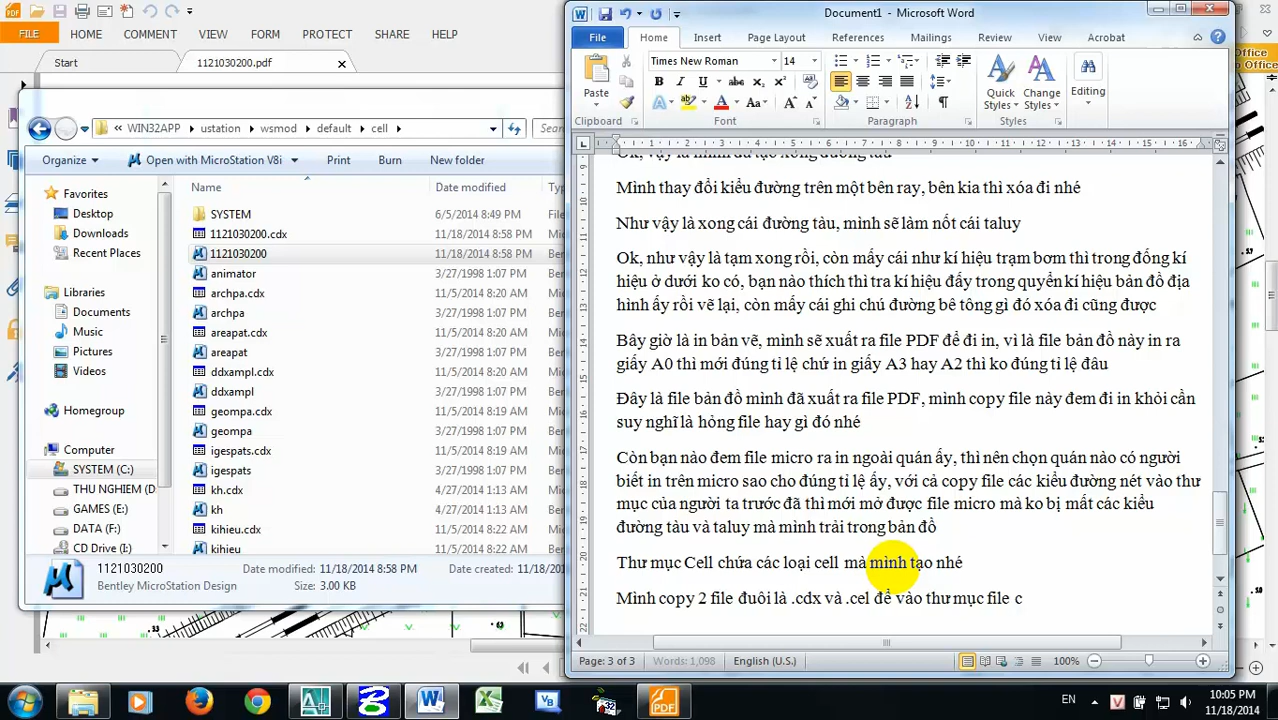 FILE HOME COMMENT VIEW FORM PROTECT SHARE HELP
Start 1121030200.pdf
WIN32APP ustation wsmod default cell
Organize Open with MicroStation V8i Print Burn New folder
Favorites
Desktop
Downloads
Recent Places
Libraries
Documents
Music
Pictures
Videos
Homegroup
Computer
SYSTEM (C:)
THU NGHIEM (D
GAMES (E:)
DATA (F:)
CD Drive (I:)
Name Date modified
SYSTEM 6/5/2014 8:49 PM
1121030200.cdx 11/18/2014 8:58 PM
1121030200 11/18/2014 8:58 PM
animator 3/27/1998 1:12 PM
archpa.cdx 11/5/2014 8:20 AM
archpa 3/27/1998 1:12 PM
areapat.cdx 11/5/2014 8:20 AM
areapat 3/27/1998 1:12 PM
ddxampl.cdx 11/5/2014 8:20 AM
ddxampl 3/27/1998 1:12 PM
geompa.cdx 11/5/2014 8:19 AM
geompa 3/27/1998 1:12 PM
igespats.cdx 11/5/2014 8:19 AM
igespats 3/27/1998 1:12 PM
kh.cdx 4/27/2014 1:13 AM
kh 4/27/2014 1:13 AM
kihieu.cdx 11/5/2014 8:20 AM
kihieu 11/5/2014 8:20 AM
1121030200 Date modified: 11/18/2014 8:58 PM Date created: 11/18/20
Bentley MicroStation Design Size: 3.00 KB
Document1 - Microsoft Word
File Home Insert Page Layout References Mailings Review View Acrobat
Times New Roman 14
Paste
Quick Styles
Change Styles
Editing
Clipboard Font Paragraph Styles
Ok, vậy là mình đã tạo xong đường tàu
Mình thay đổi kiểu đường trên một bên ray, bên kia thì xóa đi nhé
Như vậy là xong cái đường tàu, mình sẽ làm nốt cái taluy
Ok, như vậy là tạm xong rồi, còn mấy cái như kí hiệu trạm bơm thì trong đống kí
hiệu ở dưới ko có, bạn nào thích thì tra kí hiệu đấy trong quyển kí hiệu bản đồ địa
hình ấy rồi vẽ lại, còn mấy cái ghi chú đường bê tông gì đó xóa đi cũng được
Bây giờ là in bản vẽ, mình sẽ xuất ra file PDF để đi in, vì là file bản đồ này in ra
giấy A0 thì mới đúng tỉ lệ chứ in giấy A3 hay A2 thì ko đúng tỉ lệ đâu
Đây là file bản đồ mình đã xuất ra file PDF, mình copy file này đem đi in khỏi cần
suy nghĩ là hỏng file hay gì đó nhé
Còn bạn nào đem file micro ra in ngoài quán ấy, thì nên chọn quán nào có người
biết in trên micro sao cho đúng tỉ lệ ấy, với cả copy file các kiểu đường nét vào thư
mục của người ta trước đã thì mới mở được file micro mà ko bị mất các kiểu
đường tàu và taluy mà mình trải trong bản đồ
Thư mục Cell chứa các loại cell mà mình tạo nhé
Mình copy 2 file đuôi là .cdx và .cel để vào thư mục file c
Page: 3 of 3 Words: 1,098 English (U.S.) 100%
EN 10:05 PM
11/18/2014